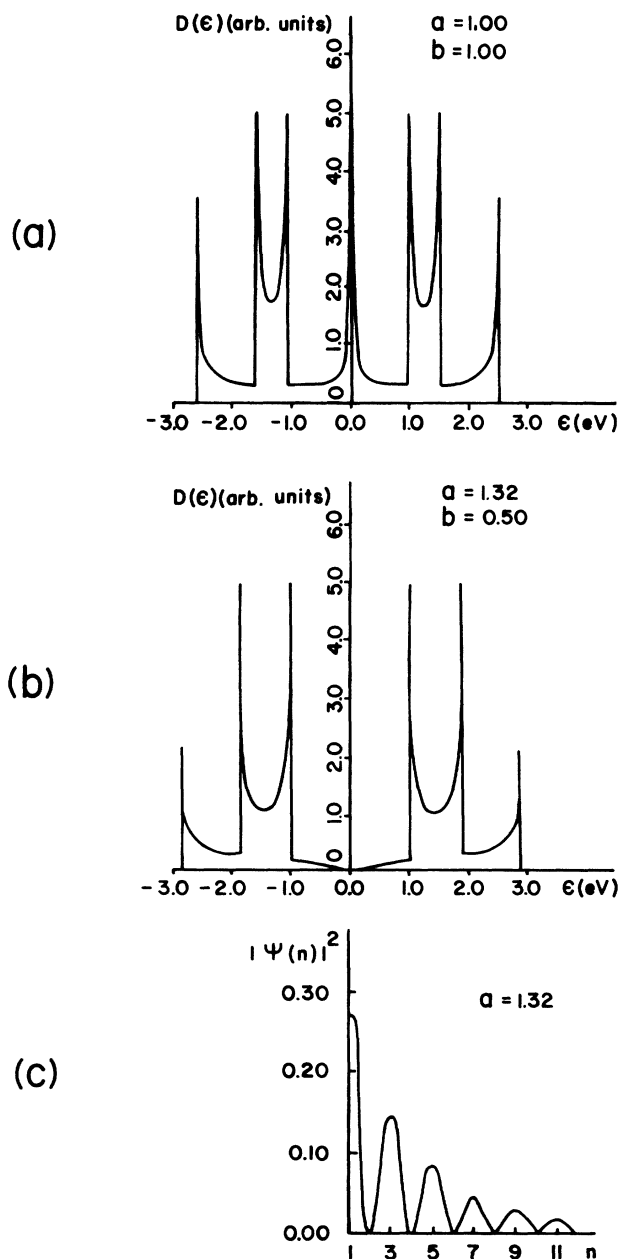 D(ϵ)(arb. units)
a = 1.00
b = 1.00
6.0
5.0
4.0
3.0
2.0
1.0
0
(a)
-3.0 -2.0 -1.0 0.0 1.0 2.0 3.0 ϵ(eV)
D(ϵ)(arb. units)
a = 1.32
b = 0.50
6.0
5.0
4.0
3.0
2.0
1.0
0
(b)
-3.0 -2.0 -1.0 0.0 1.0 2.0 3.0 ϵ(eV)
|Ψ(n)|²
0.30
a = 1.32
0.20
(c)
0.10
0.00
1 3 5 7 9 11 n